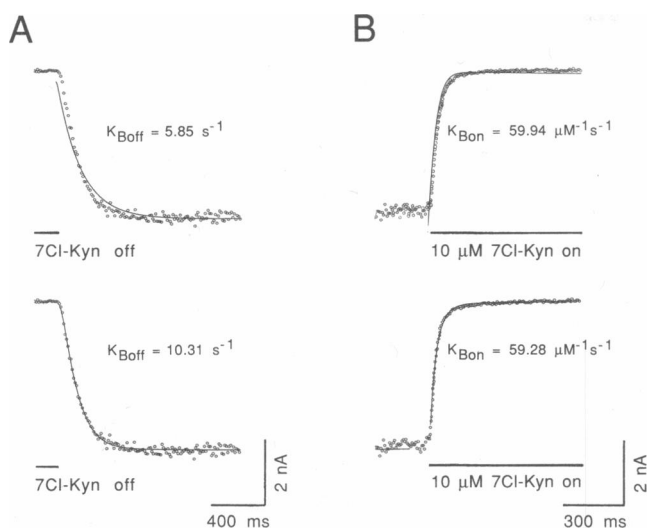 A
B
K_Boff = 5.85 s⁻¹
K_Bon = 59.94 μM⁻¹s⁻¹
7Cl-Kyn off
10 μM 7Cl-Kyn on
K_Boff = 10.31 s⁻¹
K_Bon = 59.28 μM⁻¹s⁻¹
7Cl-Kyn off
10 μM 7Cl-Kyn on
2 nA
2 nA
400 ms
300 ms